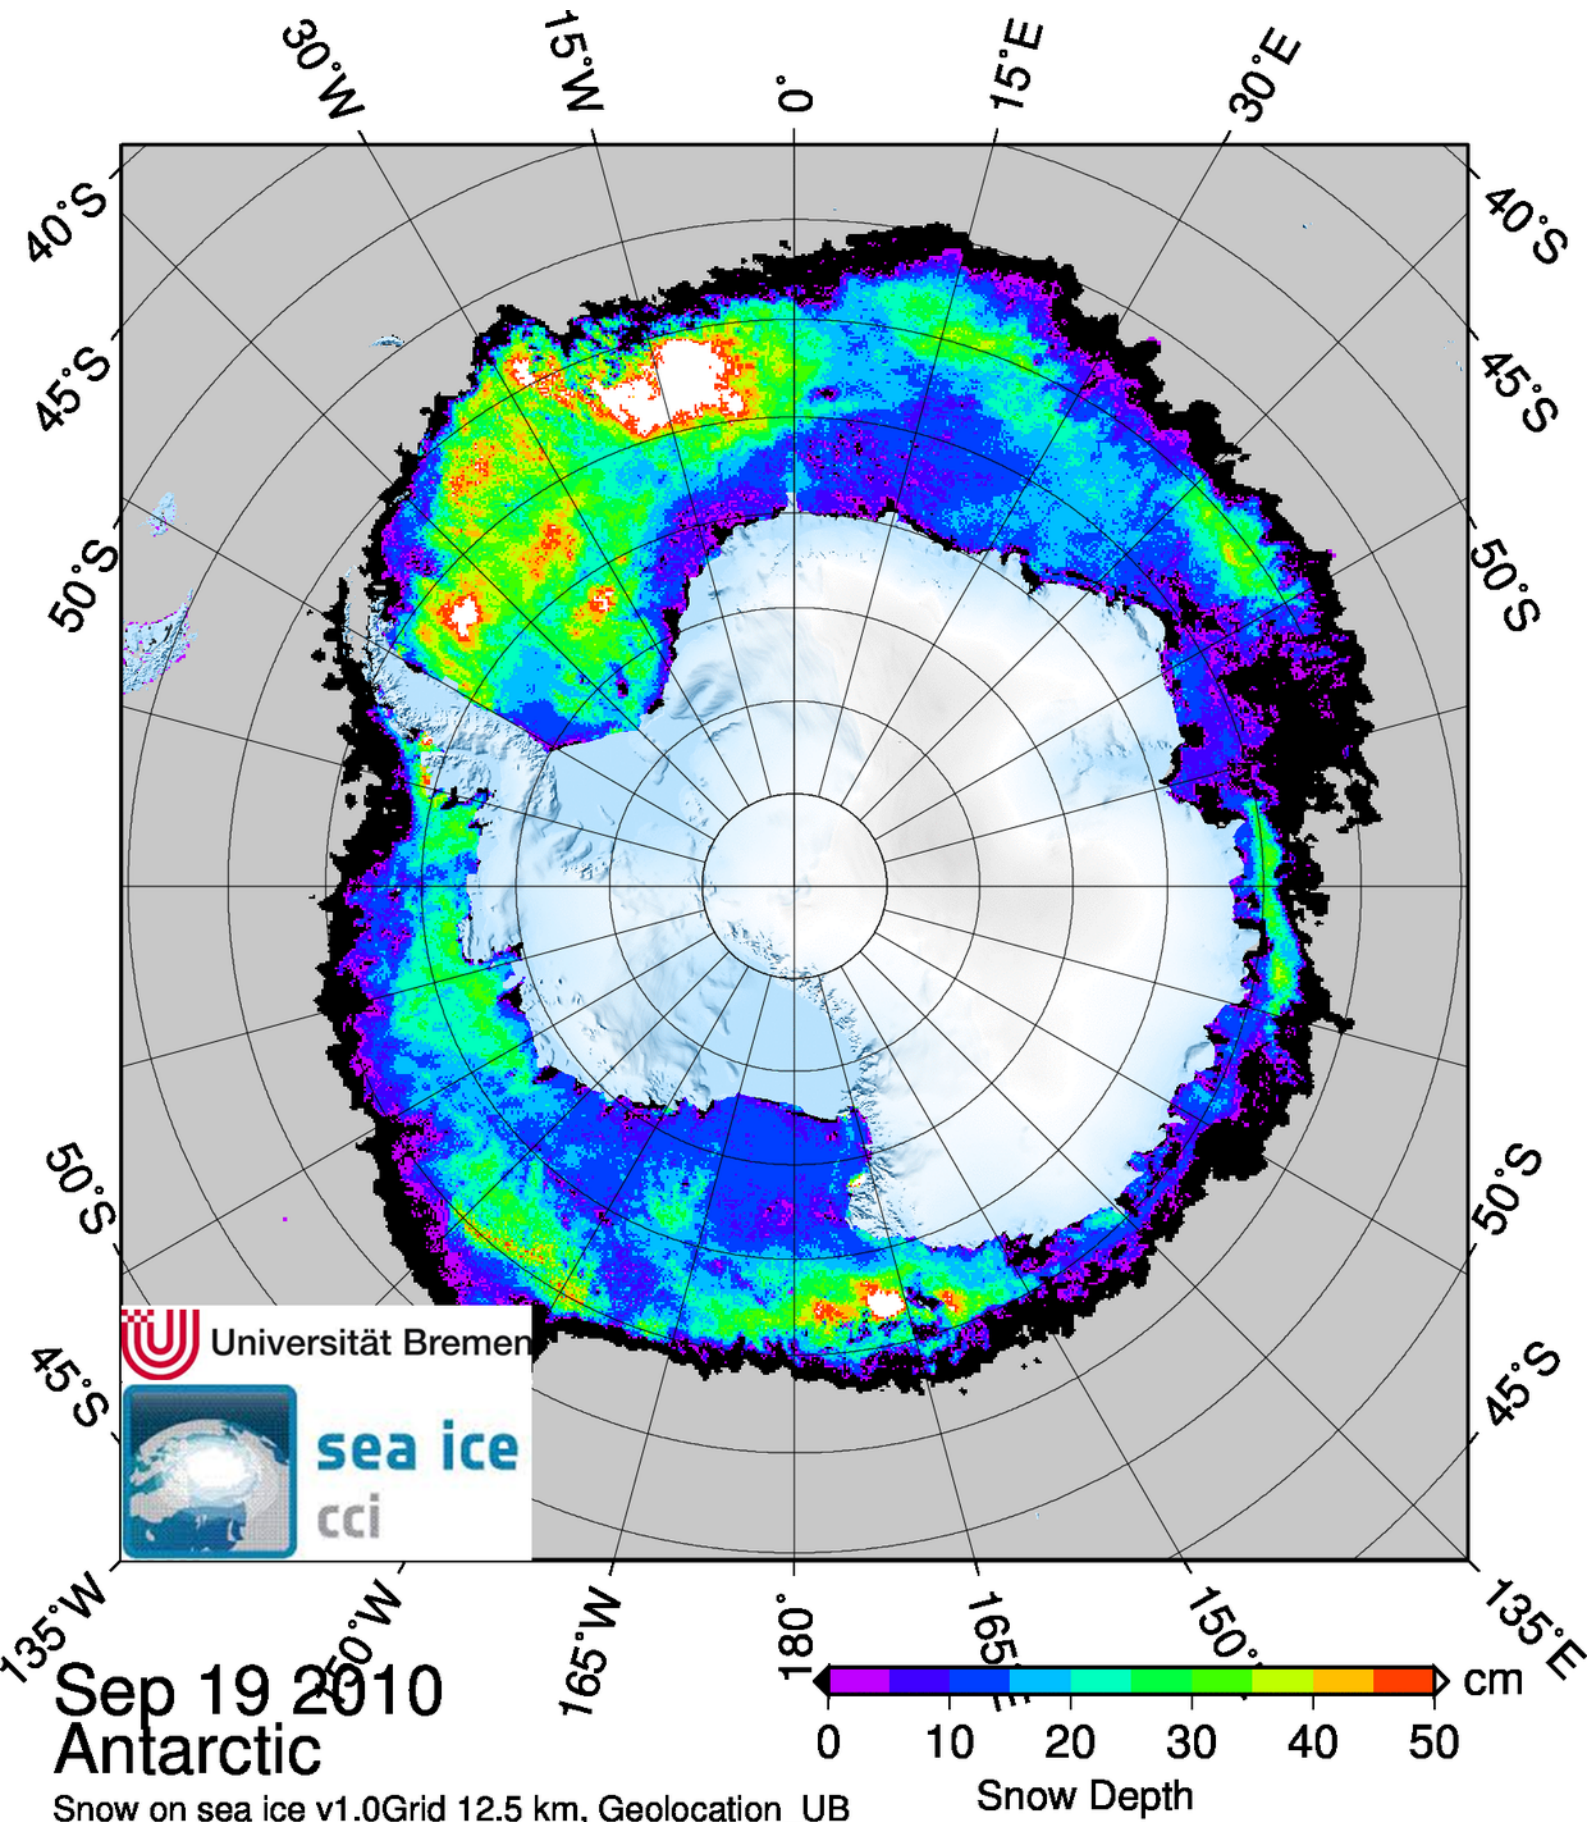 30°W 15°W 0° 15°E 30°E
40°S 40°S
45°S 45°S
50°S 50°S
50°S 50°S
45°S 45°S
Universität Bremen
sea ice
cci
135°W 165°W 180° 135°E
Sep 19 2010
cm
Antarctic
0 10 20 30 40 50
Snow Depth
Snow on sea ice v1.0Grid 12.5 km, Geolocation UB